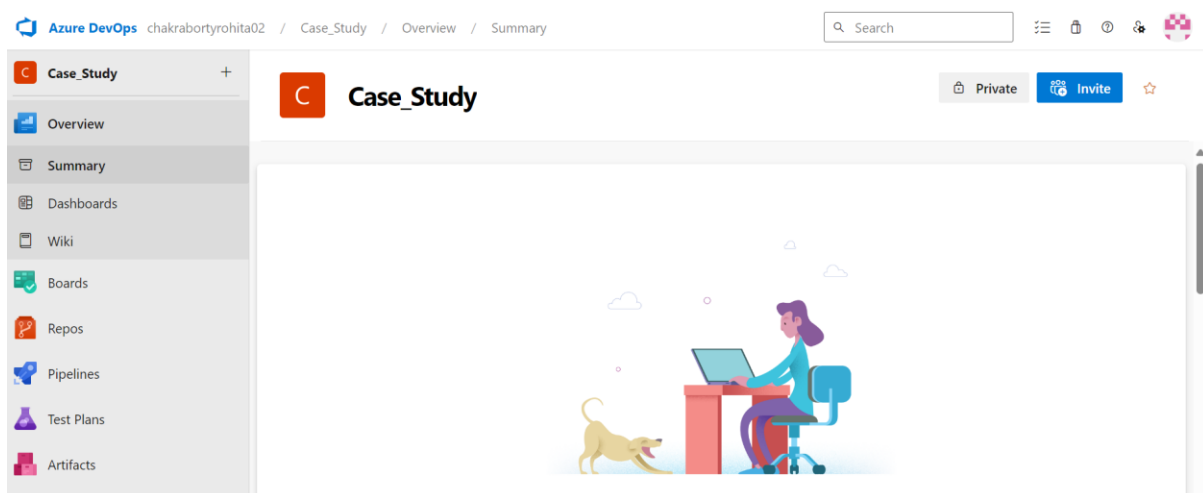 Azure DevOps chakrabortyrohita02 / Case_Study / Overview / Summary
Search
C Case_Study +
C Case_Study
Private
Invite
Overview
Summary
Dashboards
Wiki
Boards
Repos
Pipelines
Test Plans
Artifacts